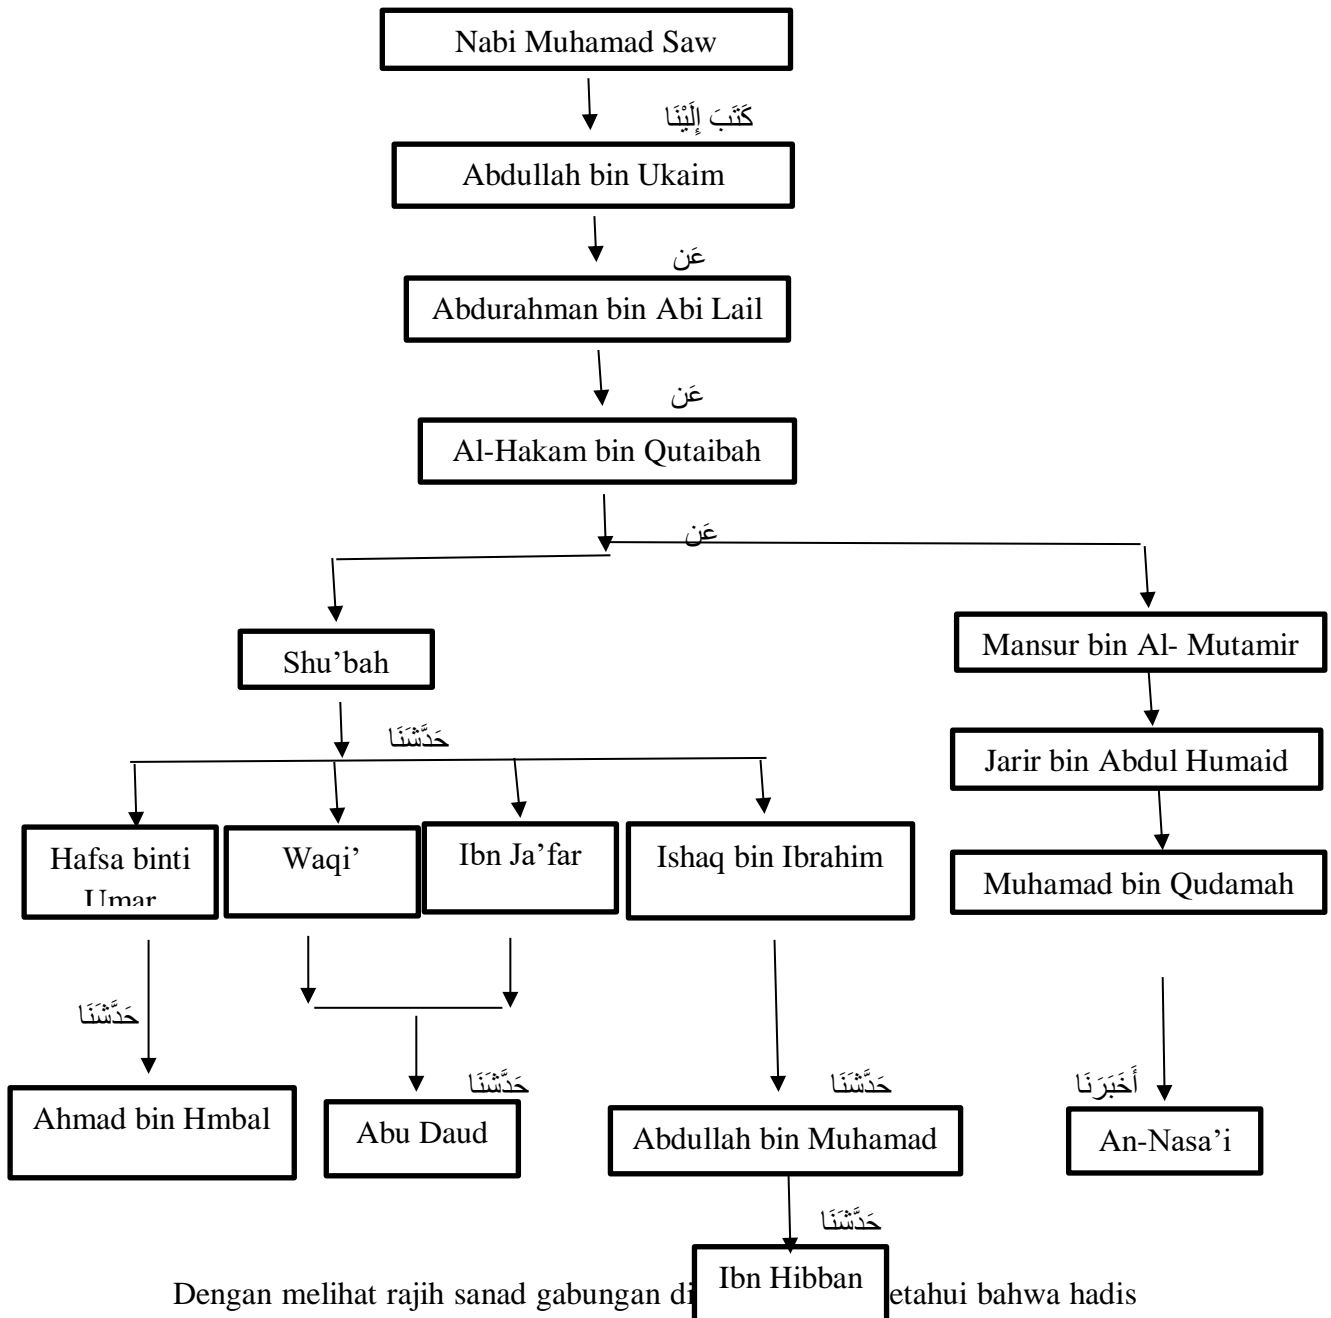 Nabi Muhamad Saw
كَتَبَ إِلَيْنَا
Abdullah bin Ukaim
عَن
Abdurahman bin Abi Lail
عَن
Al-Hakam bin Qutaibah
عَن
Shu’bah
Mansur bin Al- Mutamir
حَدَّشَنَا
Jarir bin Abdul Humaid
Hafsa binti
Umar
Waqi’
Ibn Ja’far
Ishaq bin Ibrahim
Muhamad bin Qudamah
حَدَّشَنَا
حَدَّشَنَا
حَدَّشَنَا
أَخَبَرَنَا
Ahmad bin Hmbal
Abu Daud
Abdullah bin Muhamad
An-Nasa’i
حَدَّشَنَا
Ibn Hibban
Dengan melihat rajih sanad gabungan di etahui bahwa hadis